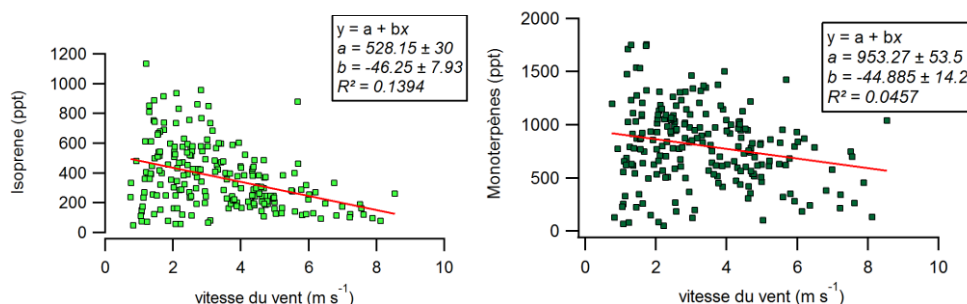 y = a + bx
a = 528.15 ± 30
b = -46.25 ± 7.93
R² = 0.1394
1200
1000
800
600
400
200
0
Isoprene (ppt)
0 2 4 6 8 10
vitesse du vent (m s⁻¹)
y = a + bx
a = 953.27 ± 53.5
b = -44.885 ± 14.2
R² = 0.0457
2000
1500
1000
500
0
Monoterpèmes (ppt)
0 2 4 6 8 10
vitesse du vent (m s⁻¹)